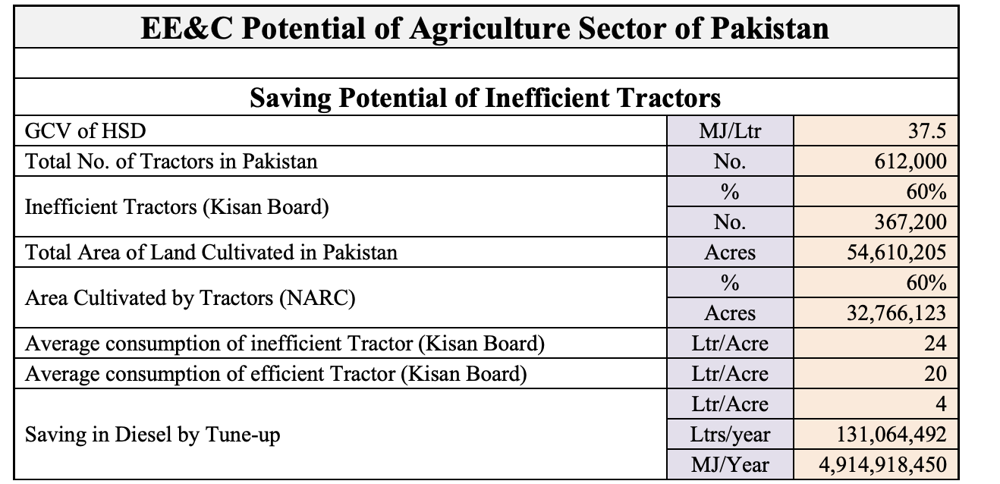 EE&C Potential of Agriculture Sector of Pakistan
Saving Potential of Inefficient Tractors
GCV of HSD MJ/Ltr 37.5
Total No. of Tractors in Pakistan No. 612,000
Inefficient Tractors (Kisan Board) % 60%
No. 367,200
Total Area of Land Cultivated in Pakistan Acres 54,610,205
Area Cultivated by Tractors (NARC) % 60%
Acres 32,766,123
Average consumption of inefficient Tractor (Kisan Board) Ltr/Acre 24
Average consumption of efficient Tractor (Kisan Board) Ltr/Acre 20
Saving in Diesel by Tune-up Ltr/Acre 4
Ltrs/year 131,064,492
MJ/Year 4,914,918,450